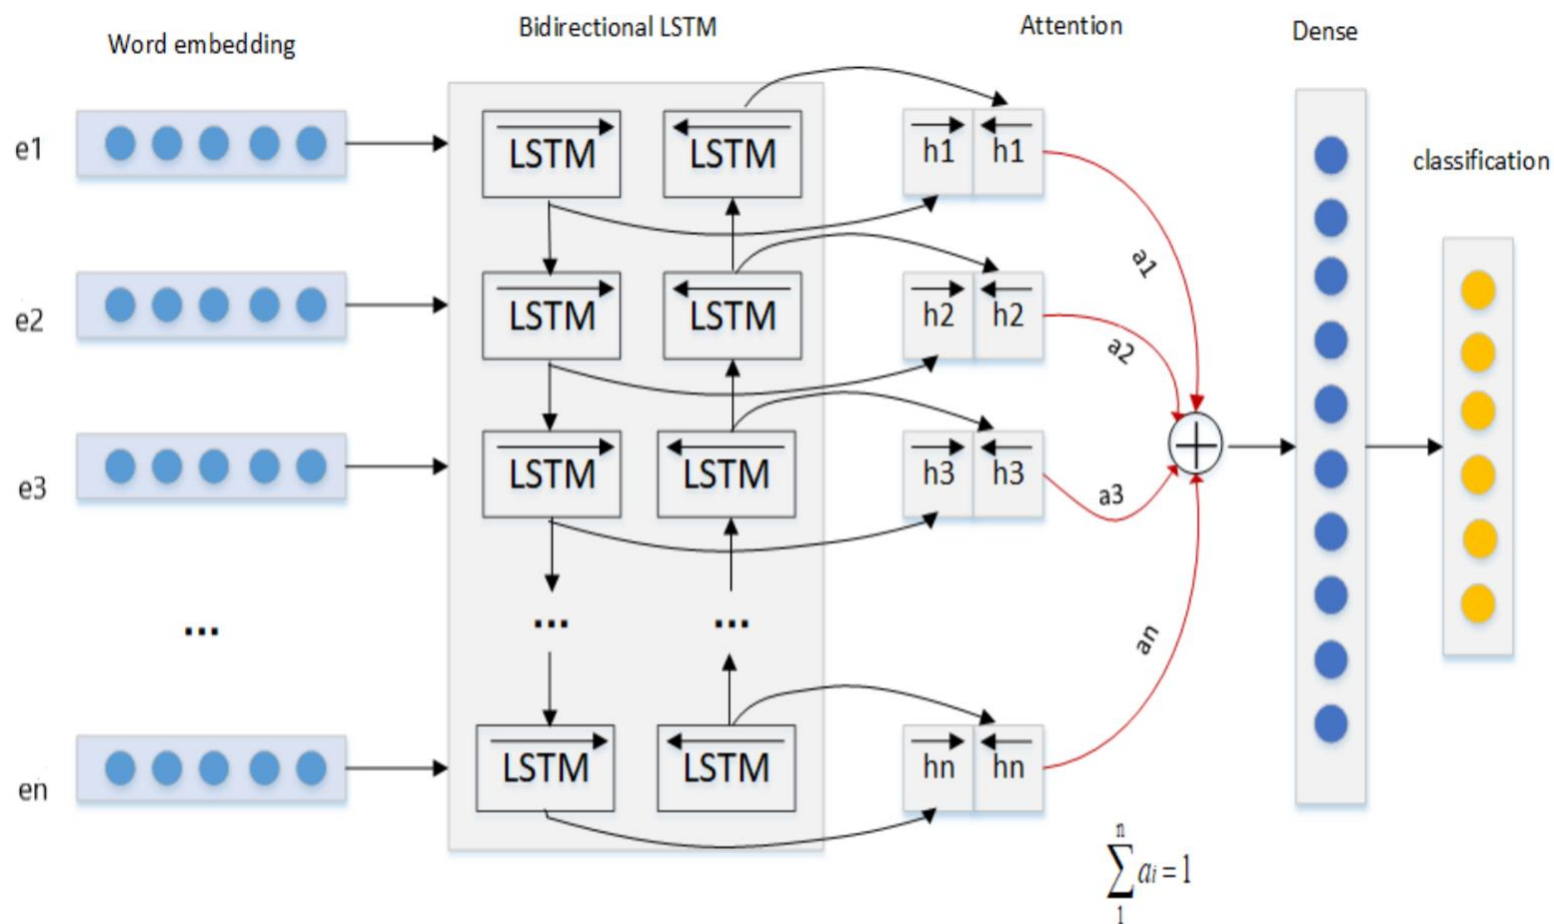 Word embedding
Bidirectional LSTM
Attention
Dense
classification
e1
LSTM LSTM
h1 h1
a1
e2
LSTM LSTM
h2 h2
a2
e3
LSTM LSTM
h3 h3
a3
...
... ...
an
en
LSTM LSTM
hn hn
n
∑ ai = 1
1